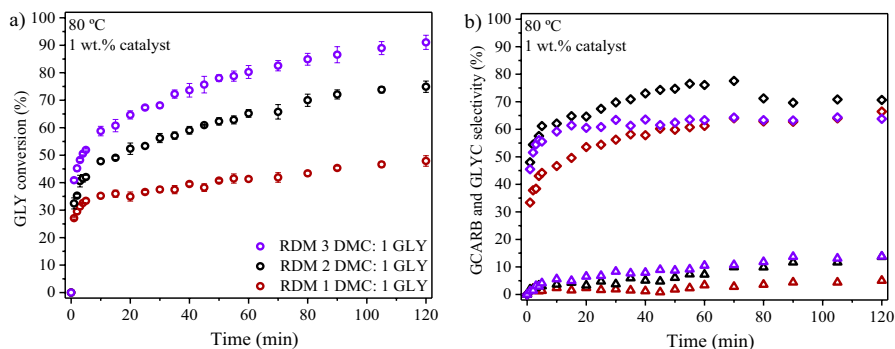 a)
80 ºC
1 wt.% catalyst
GLY conversion (%)
100
90
80
70
60
50
40
30
20
10
0
RDM 3 DMC: 1 GLY
RDM 2 DMC: 1 GLY
RDM 1 DMC: 1 GLY
0 20 40 60 80 100 120
Time (min)
b)
80 ºC
1 wt.% catalyst
GCARB and GLYC selectivity (%)
100
90
80
70
60
50
40
30
20
10
0
0 20 40 60 80 100 120
Time (min)